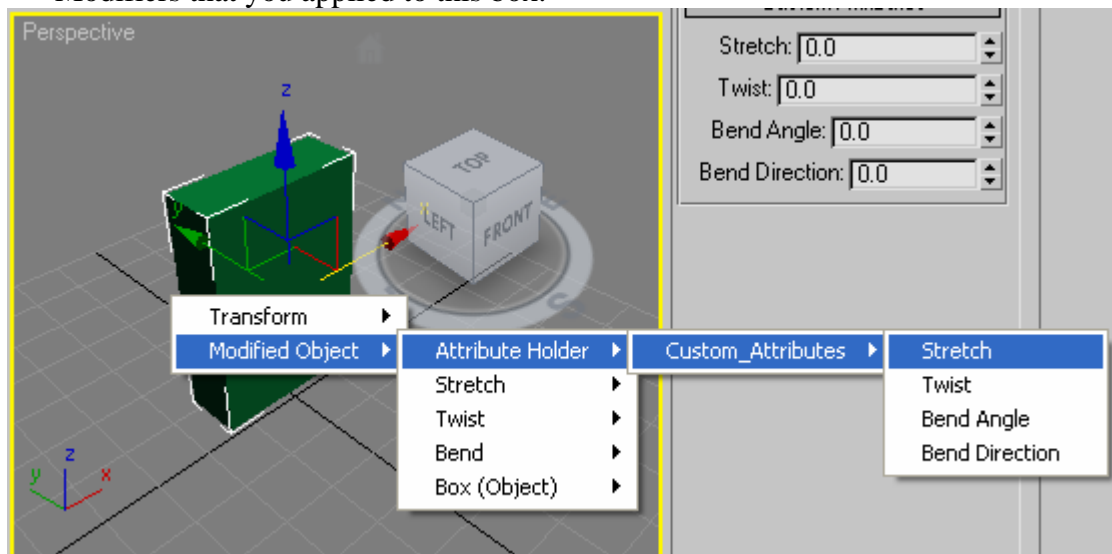 Modifiers that you applied to this box.
Perspective
Stretch: 0.0
Twist: 0.0
Bend Angle: 0.0
Bend Direction: 0.0
z
y
x
TOP
LEFT
FRONT
Transform
Modified Object
Attribute Holder
Custom_Attributes
Stretch
Stretch
Twist
Twist
Bend Angle
Bend
Bend Direction
Box (Object)
z
y
x